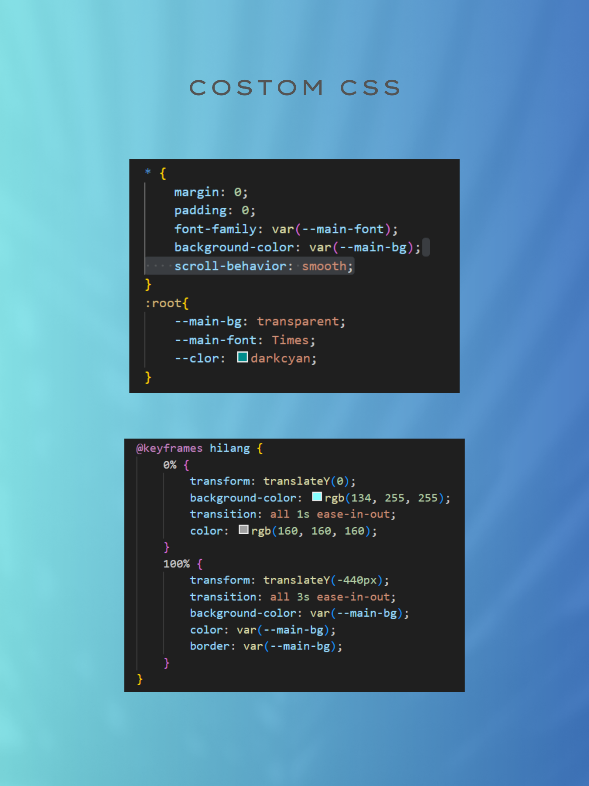 COSTOM CSS
* {
margin: 0;
padding: 0;
font-family: var(--main-font);
background-color: var(--main-bg);
scroll-behavior: smooth;
}
:root{
--main-bg: transparent;
--main-font: Times;
--clor: darkcyan;
}
@keyframes hilang {
0% {
transform: translateY(0);
background-color: rgb(134, 255, 255);
transition: all 1s ease-in-out;
color: rgb(160, 160, 160);
}
100% {
transform: translateY(-440px);
transition: all 3s ease-in-out;
background-color: var(--main-bg);
color: var(--main-bg);
border: var(--main-bg);
}
}